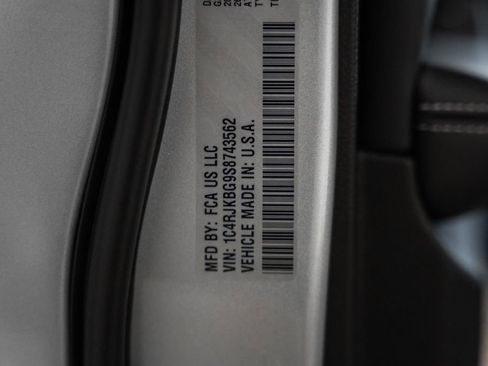 MFD BY: FCA US LLC
VIN: 1C4RJKBG9S8743562
VEHICLE MADE IN: U.S.A.